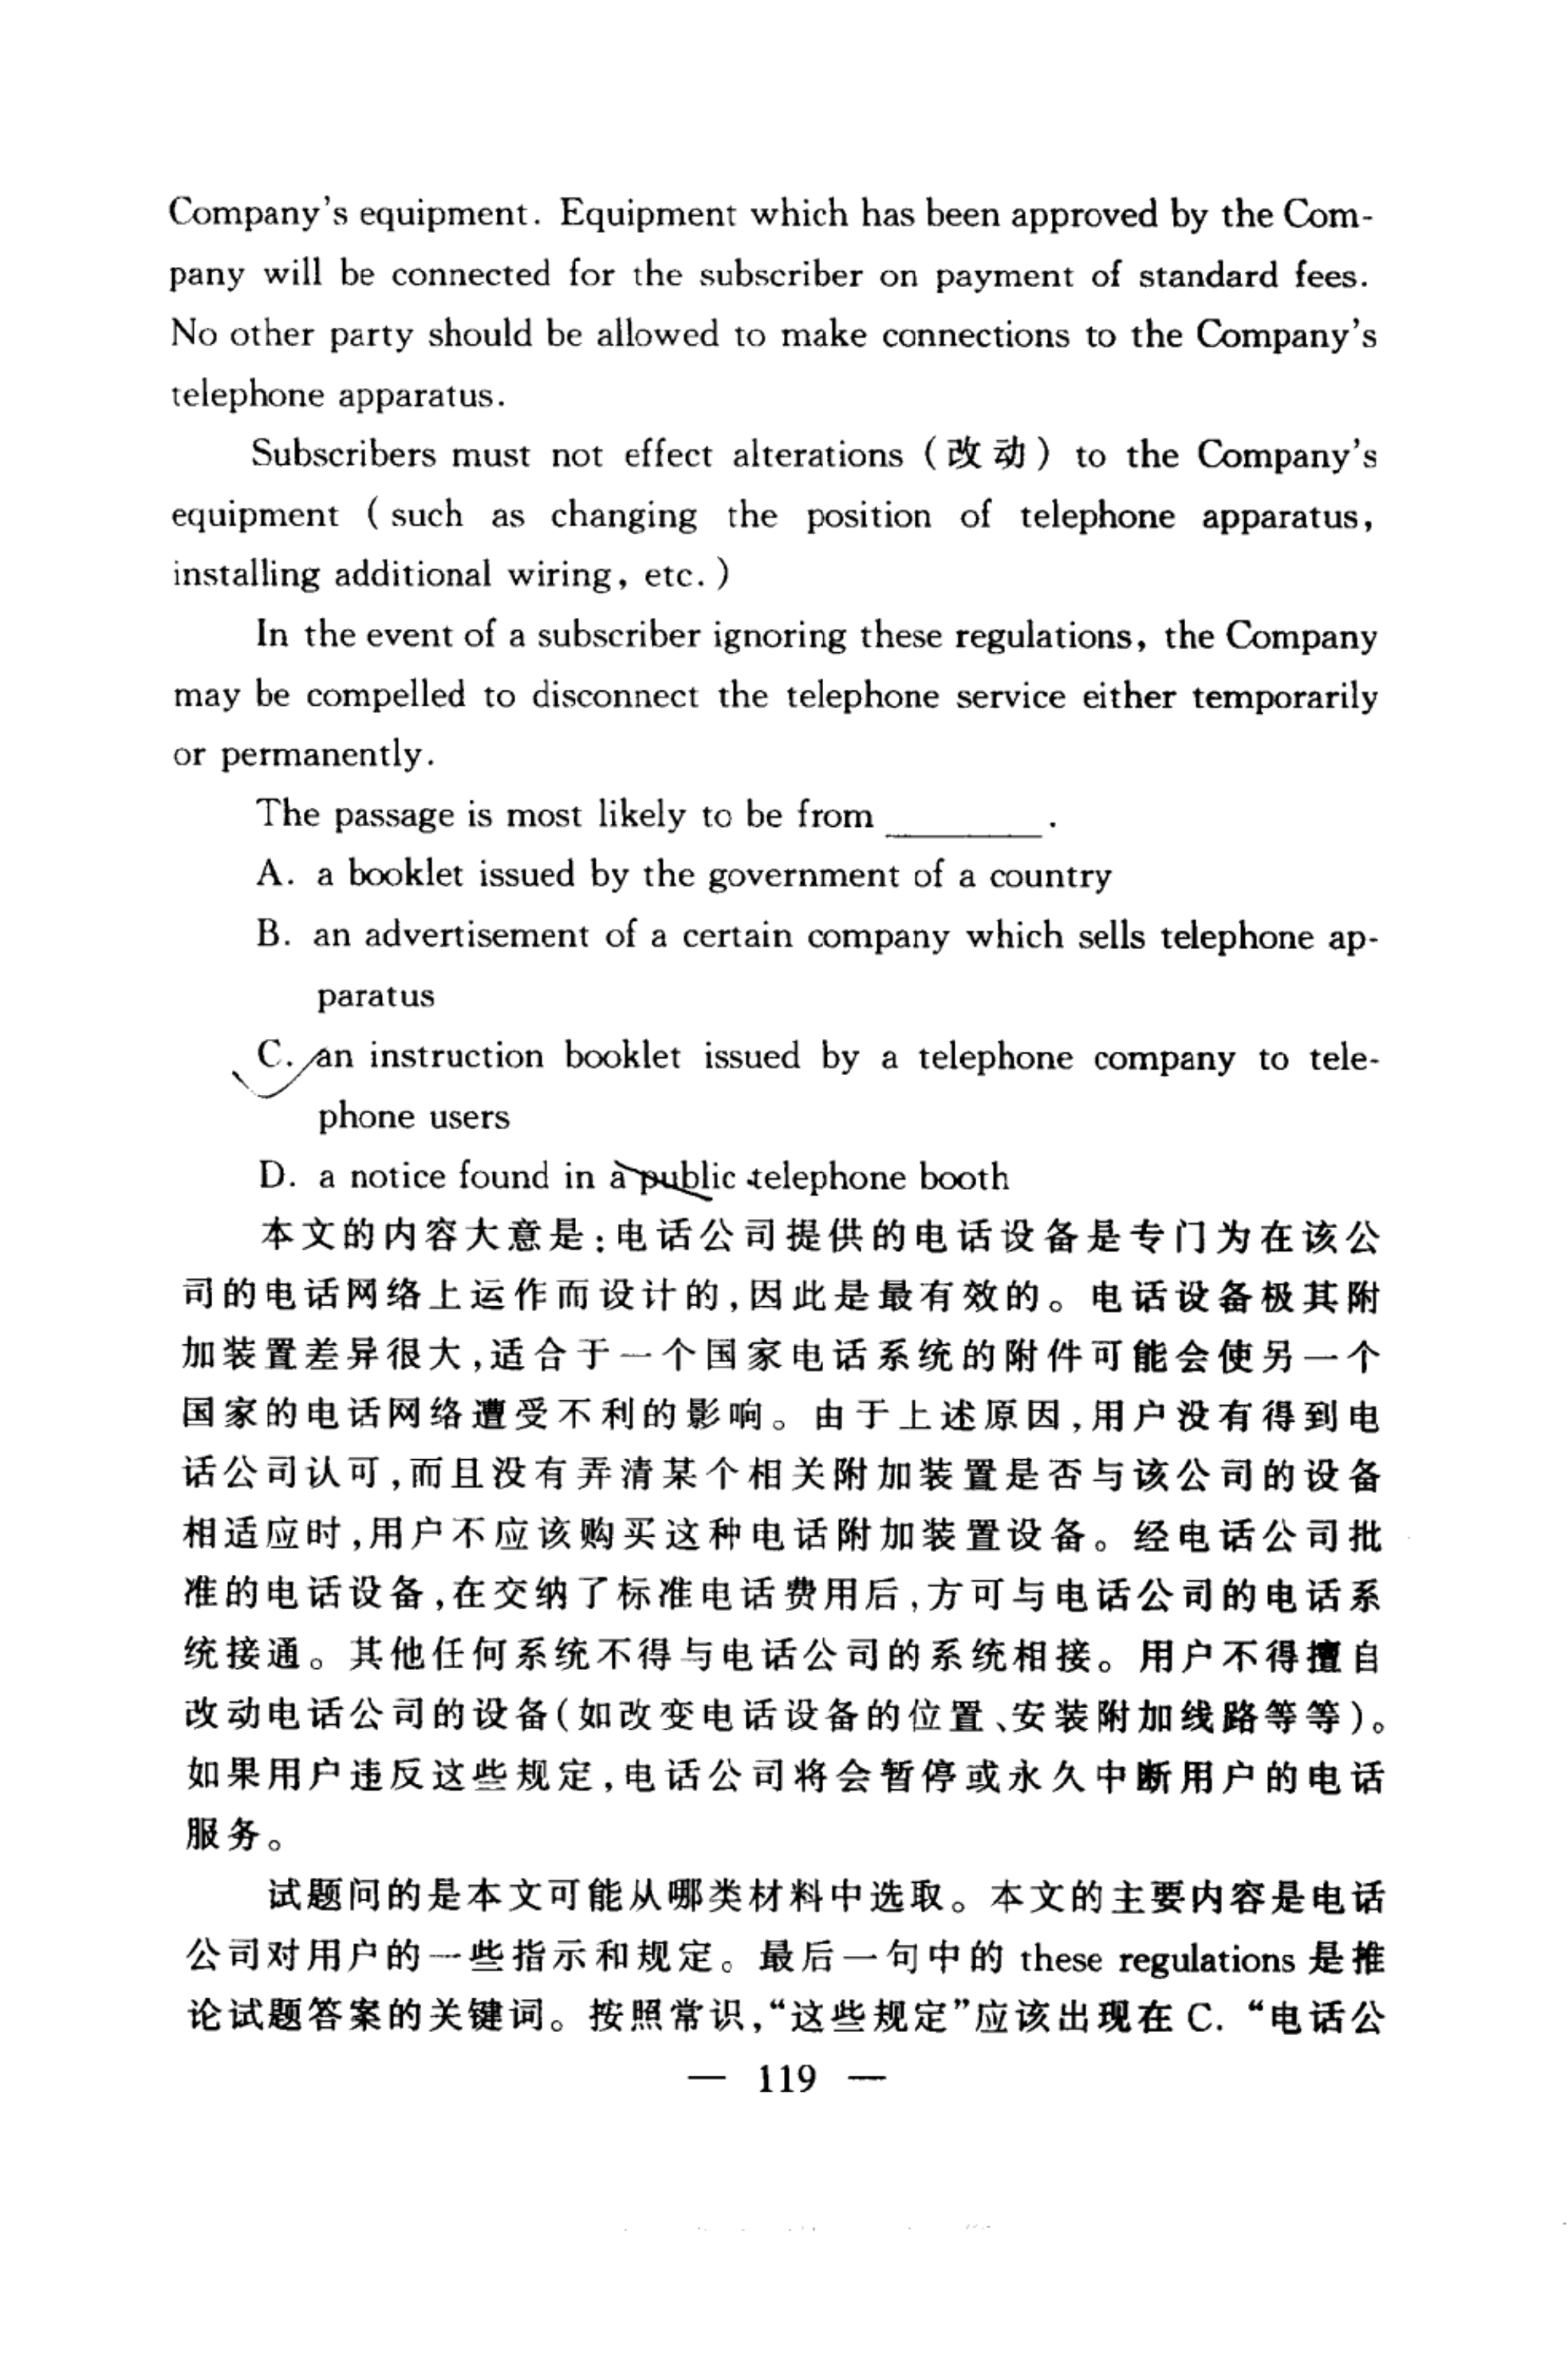 Company's equipment. Equipment which has been approved by the Com-
pany will be connected for the subscriber on payment of standard fees.
No other party should be allowed to make connections to the Company's
telephone apparatus.
Subscribers must not effect alterations (改动) to the Company's
equipment (such as changing the position of telephone apparatus,
installing additional wiring, etc.)
In the event of a subscriber ignoring these regulations, the Company
may be compelled to disconnect the telephone service either temporarily
or permanently.
The passage is most likely to be from ________.
A. a booklet issued by the government of a country
B. an advertisement of a certain company which sells telephone ap-
paratus
C. an instruction booklet issued by a telephone company to tele-
phone users
D. a notice found in a public telephone booth
本文的内容大意是:电话公司提供的电话设备是专门为在该公
司的电话网络上运作而设计的,因此是最有效的。电话设备极其附
加装置差异很大,适合于一个国家电话系统的附件可能会使另一个
国家的电话网络遭受不利的影响。由于上述原因,用户没有得到电
话公司认可,而且没有弄清某个相关附加装置是否与该公司的设备
相适应时,用户不应该购买这种电话附加装置设备。经电话公司批
准的电话设备,在交纳了标准电话费用后,方可与电话公司的电话系
统接通。其他任何系统不得与电话公司的系统相接。用户不得擅自
改动电话公司的设备(如改变电话设备的位置、安装附加线路等等)。
如果用户违反这些规定,电话公司将会暂停或永久中断用户的电话
服务。
试题问的是本文可能从哪类材料中选取。本文的主要内容是电话
公司对用户的一些指示和规定。最后一句中的 these regulations 是推
论试题答案的关键词。按照常识,“这些规定”应该出现在 C. “电话公
— 119 —